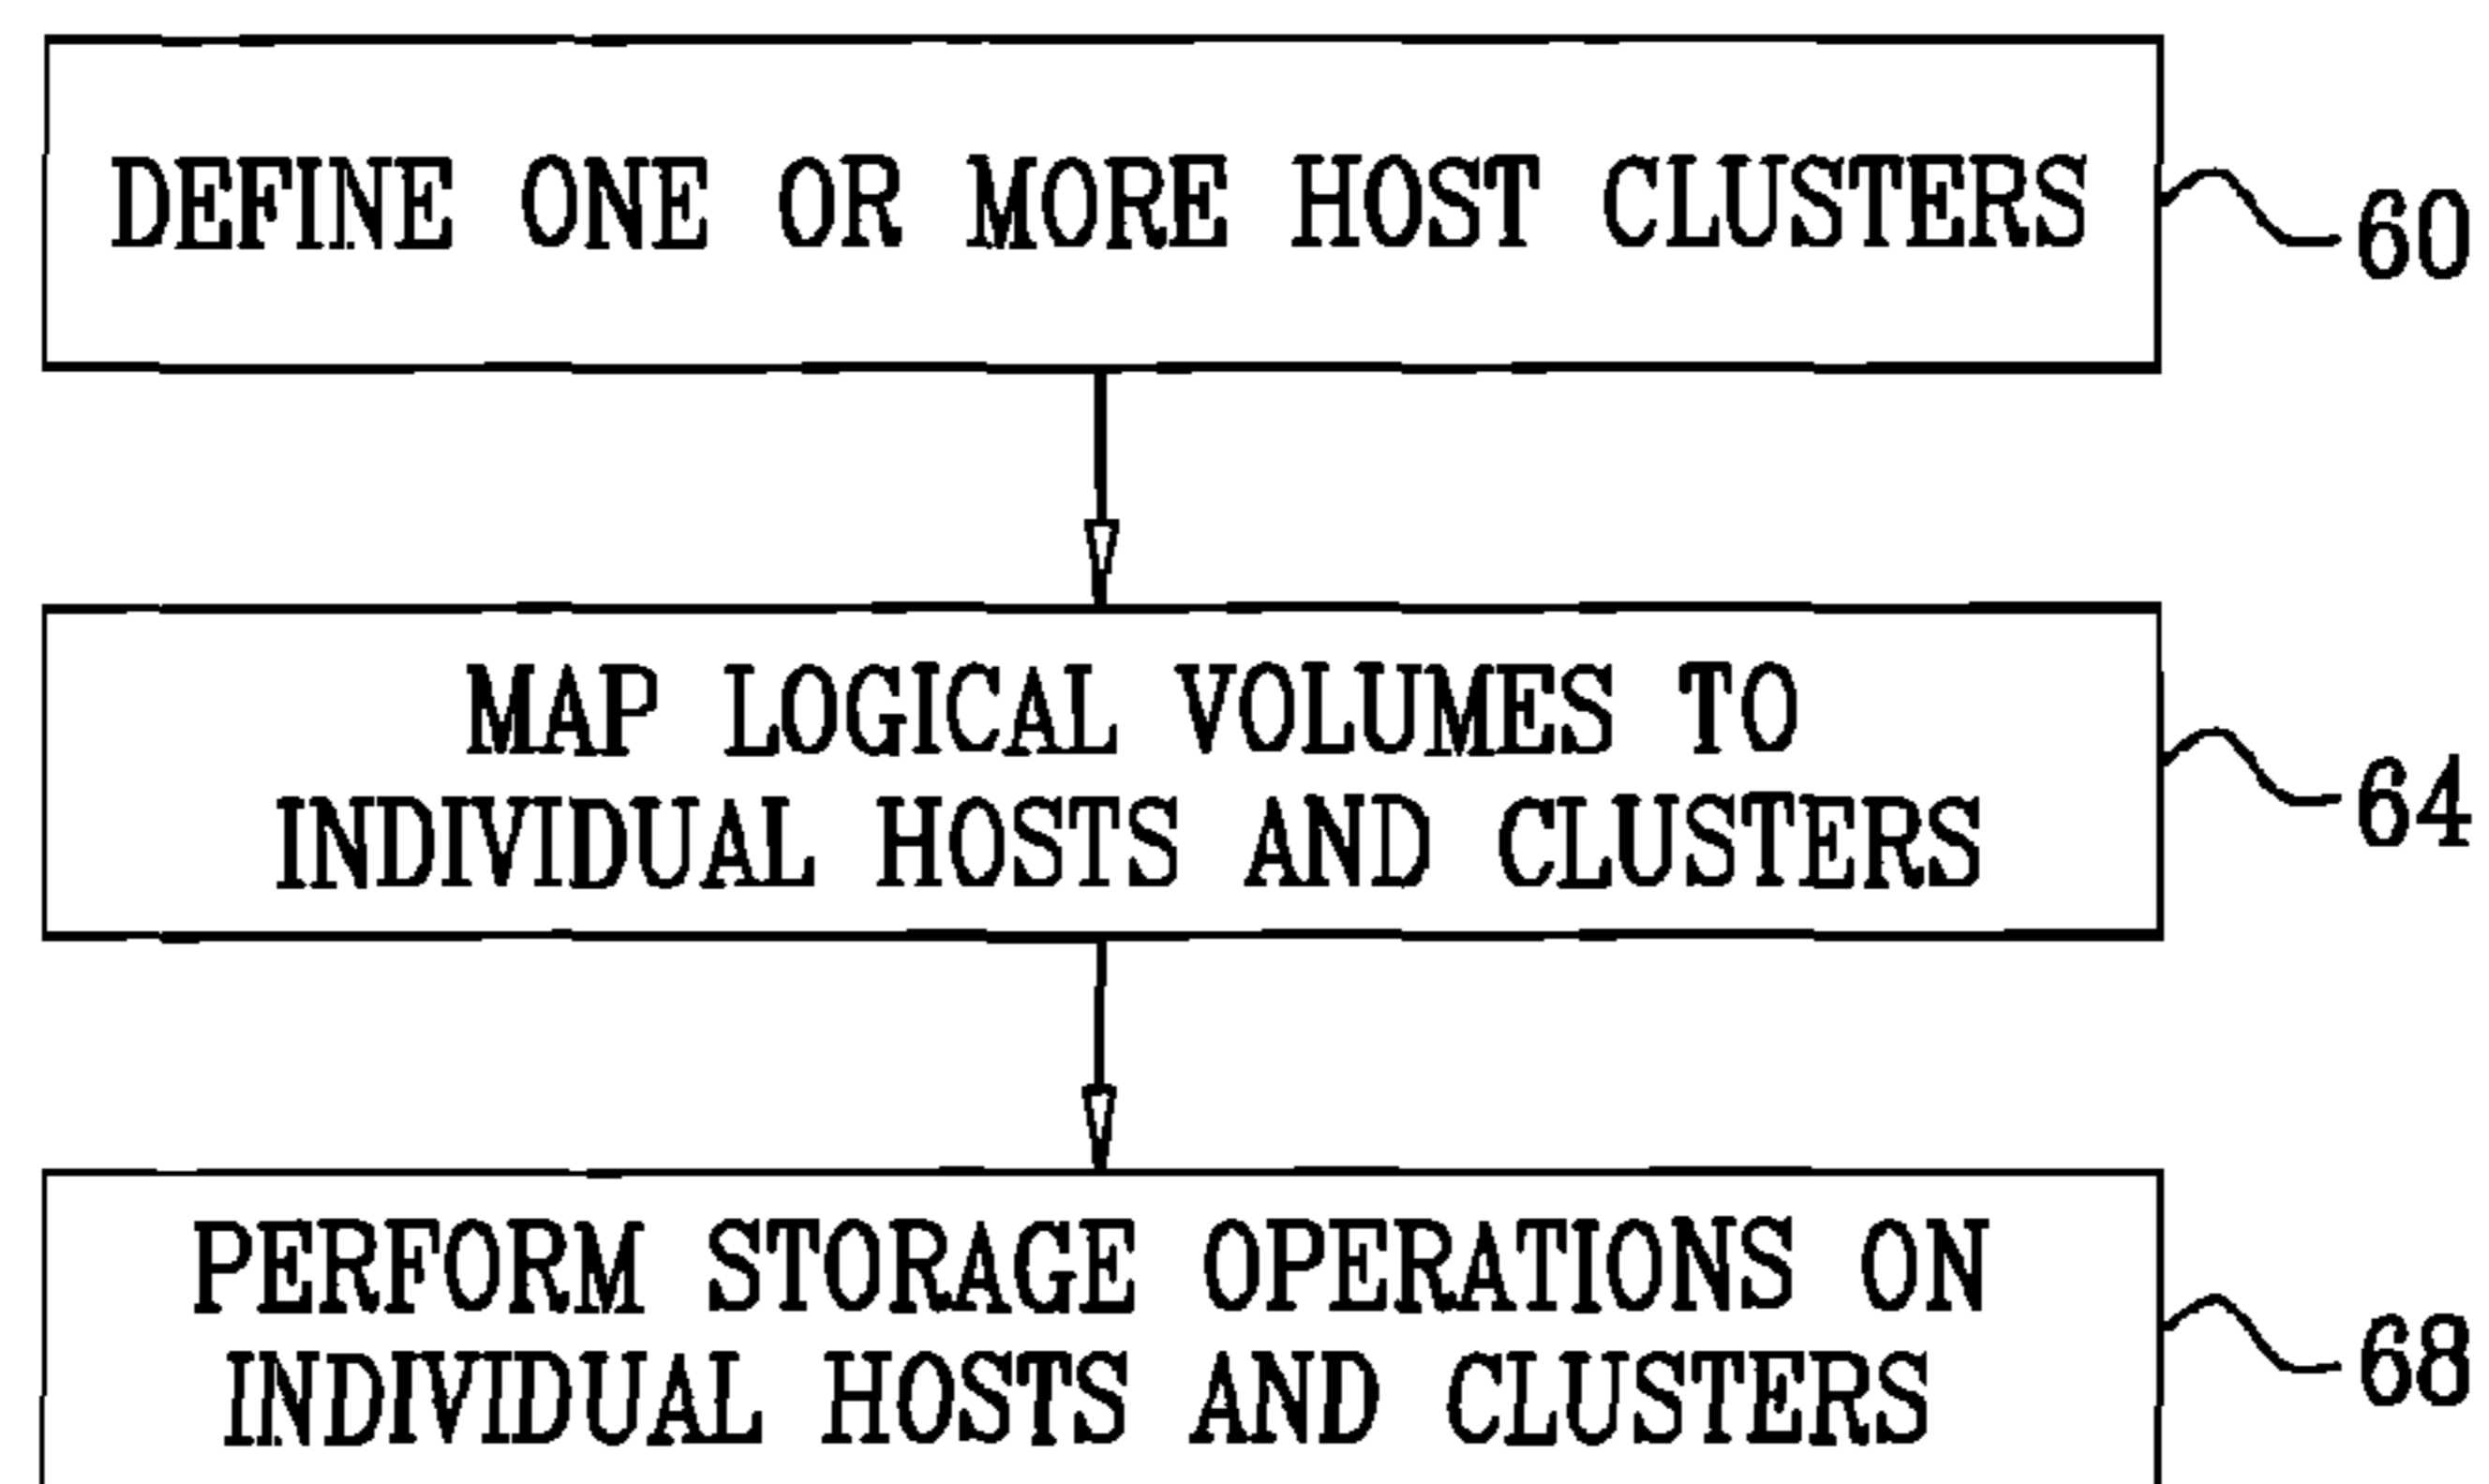 DEFINE ONE OR MORE HOST CLUSTERS
60
MAP LOGICAL VOLUMES TO
INDIVIDUAL HOSTS AND CLUSTERS
64
PERFORM STORAGE OPERATIONS ON
INDIVIDUAL HOSTS AND CLUSTERS
68